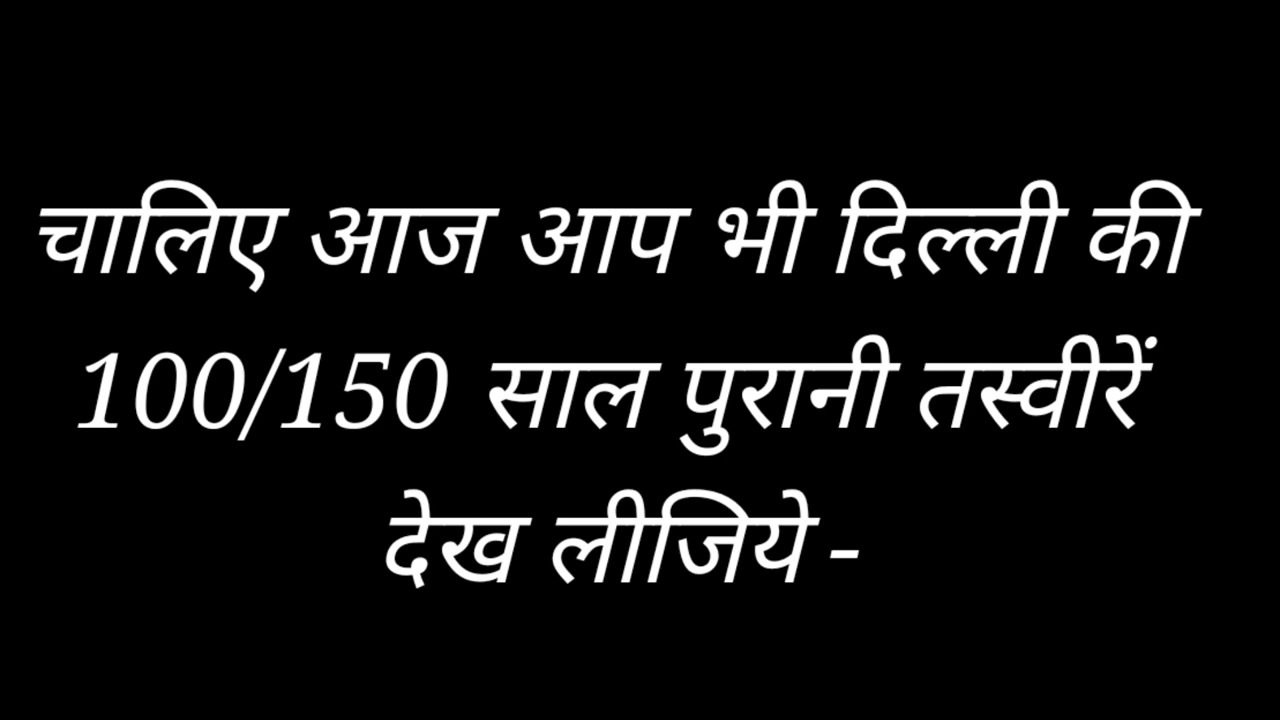 चालिए आज आप भी दिल्ली की
100/150 साल पुरानी तस्वीरें
देख लीजिये -